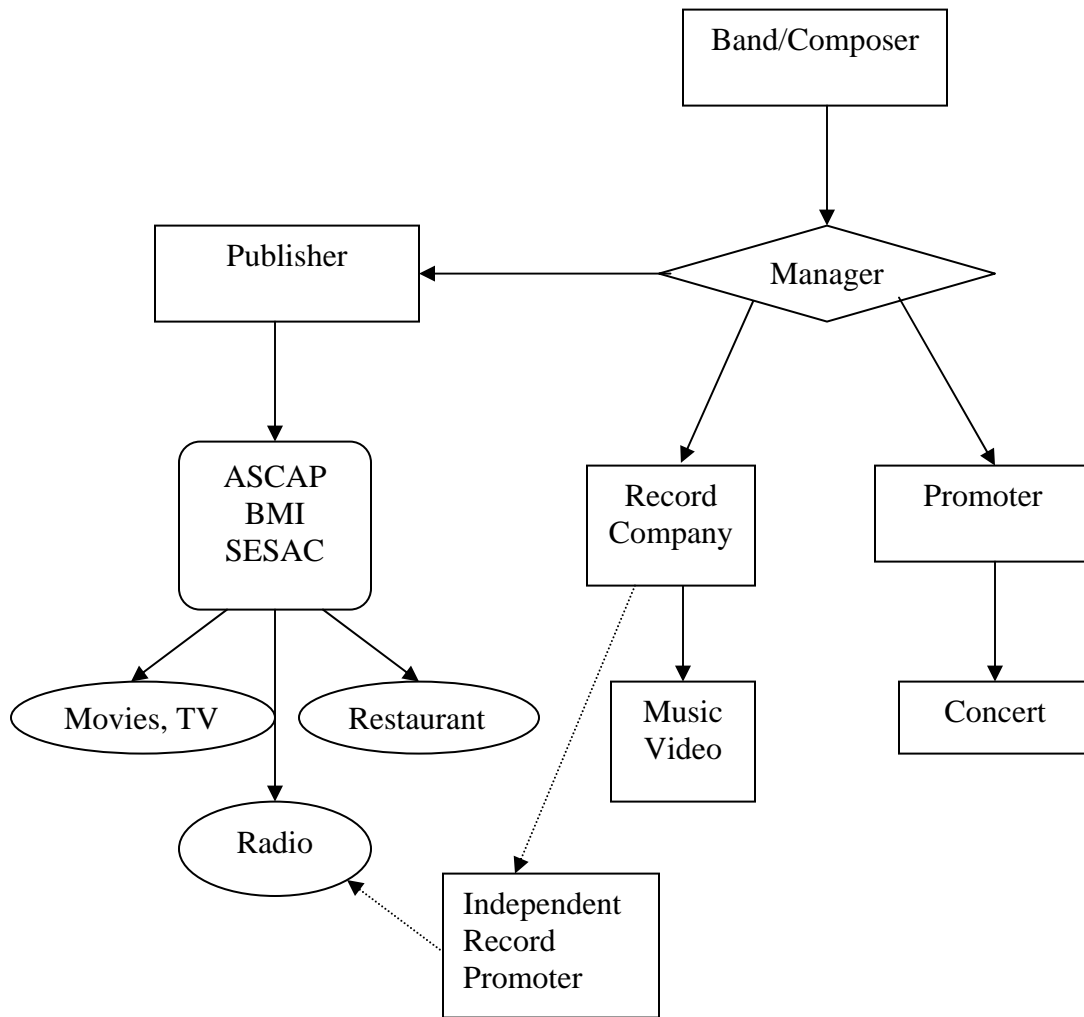 Band/Composer
Publisher
Manager
ASCAP
BMI
SESAC
Record
Company
Promoter
Movies, TV
Restaurant
Music
Video
Concert
Radio
Independent
Record
Promoter